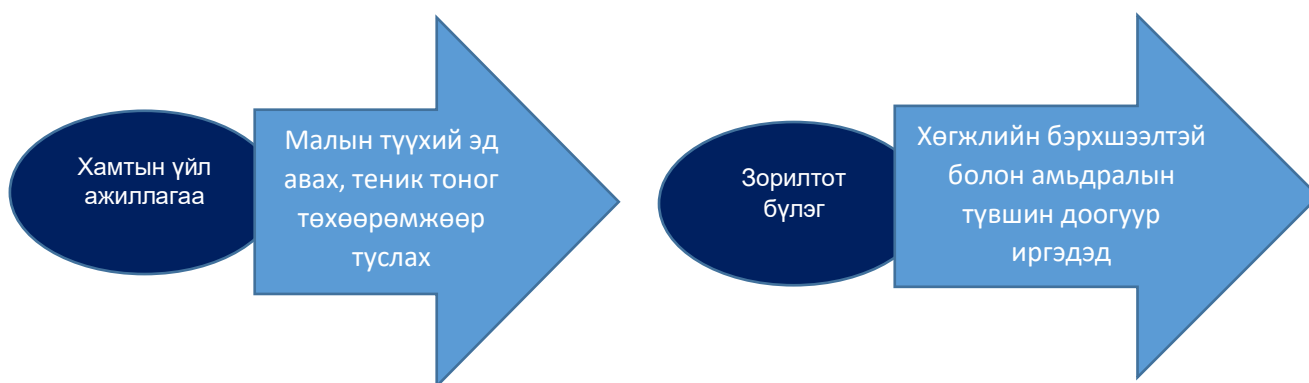 Хамтын үйл
ажиллагаа
Малын түүхий эд
авах, теник тоног
төхөөрөмжөөр
туслах
Зорилтот
бүлэг
Хөгжлийн бэрхшээлтэй
болон амьдралын
түвшин доогуур
иргэдэд